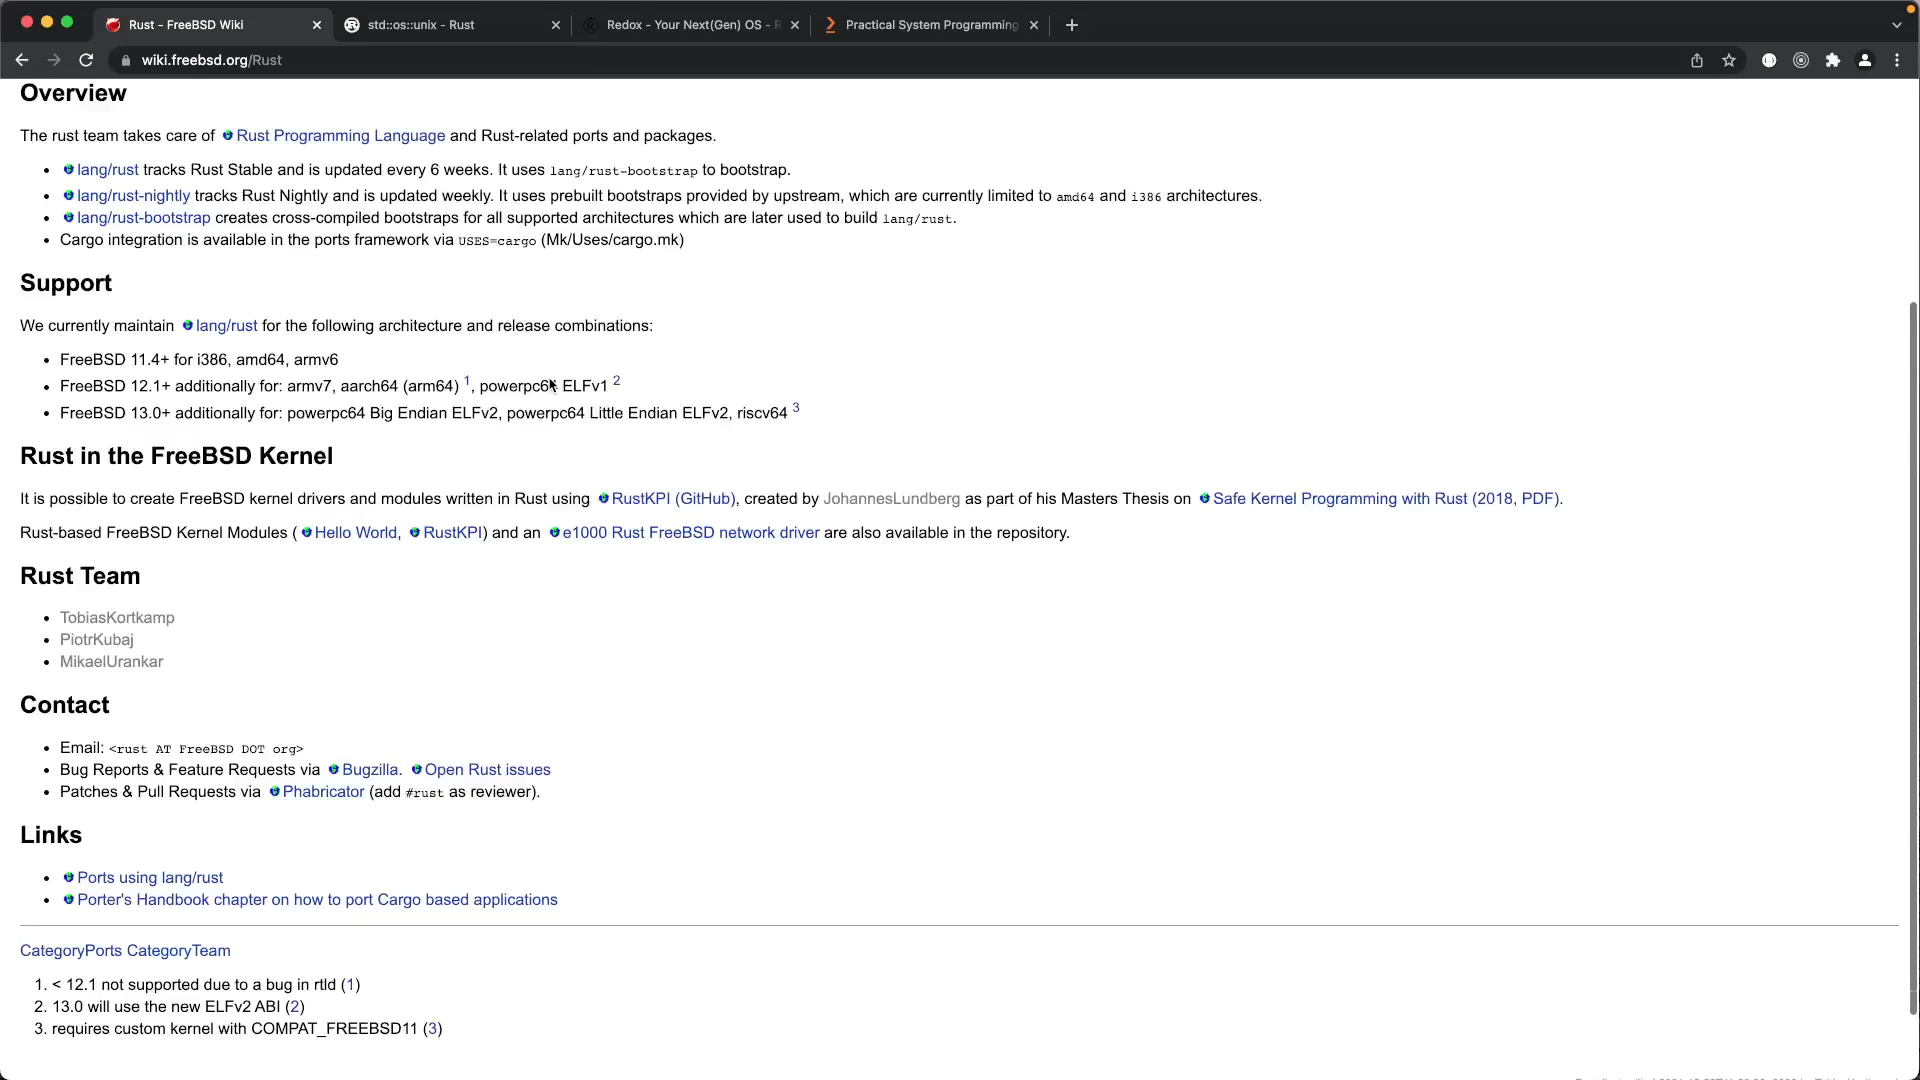 Rust - FreeBSD Wiki
std::os::unix - Rust
Redox - Your Next(Gen) OS - R
Practical System Programming
wiki.freebsd.org/Rust
Overview
The rust team takes care of Rust Programming Language and Rust-related ports and packages.
lang/rust tracks Rust Stable and is updated every 6 weeks. It uses lang/rust-bootstrap to bootstrap.
lang/rust-nightly tracks Rust Nightly and is updated weekly. It uses prebuilt bootstraps provided by upstream, which are currently limited to amd64 and i386 architectures.
lang/rust-bootstrap creates cross-compiled bootstraps for all supported architectures which are later used to build lang/rust.
Cargo integration is available in the ports framework via USES=cargo (Mk/Uses/cargo.mk)
Support
We currently maintain lang/rust for the following architecture and release combinations:
FreeBSD 11.4+ for i386, amd64, armv6
FreeBSD 12.1+ additionally for: armv7, aarch64 (arm64) 1, powerpc64 ELFv1 2
FreeBSD 13.0+ additionally for: powerpc64 Big Endian ELFv2, powerpc64 Little Endian ELFv2, riscv64 3
Rust in the FreeBSD Kernel
It is possible to create FreeBSD kernel drivers and modules written in Rust using RustKPI (GitHub), created by JohannesLundberg as part of his Masters Thesis on Safe Kernel Programming with Rust (2018, PDF).
Rust-based FreeBSD Kernel Modules ( Hello World, RustKPI) and an e1000 Rust FreeBSD network driver are also available in the repository.
Rust Team
TobiasKortkamp
PiotrKubaj
MikaelUrankar
Contact
Email: <rust AT FreeBSD DOT org>
Bug Reports & Feature Requests via Bugzilla. Open Rust issues
Patches & Pull Requests via Phabricator (add #rust as reviewer).
Links
Ports using lang/rust
Porter's Handbook chapter on how to port Cargo based applications
CategoryPorts CategoryTeam
1. < 12.1 not supported due to a bug in rtld (1)
2. 13.0 will use the new ELFv2 ABI (2)
3. requires custom kernel with COMPAT_FREEBSD11 (3)